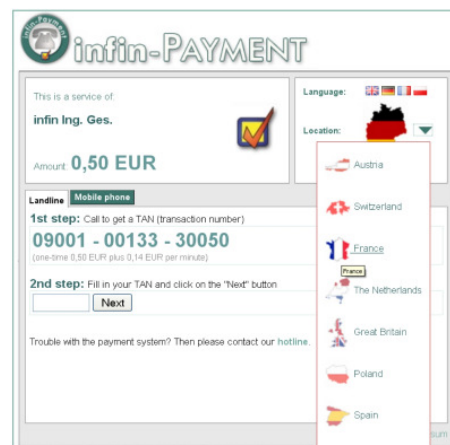 infin-Payment
infin-PAYMENT
This is a service of:
infin Ing. Ges.
Amount: 0,50 EUR
Language:
Location:
Austria
Switzerland
France
France
The Netherlands
Great Britain
Poland
Spain
Landline
Mobile phone
1st step: Call to get a TAN (transaction number)
09001 - 00133 - 30050
(one-time 0,50 EUR plus 0,14 EUR per minute)
2nd step: Fill in your TAN and click on the "Next" button
Next
Trouble with the payment system? Then please contact our hotline.
sum